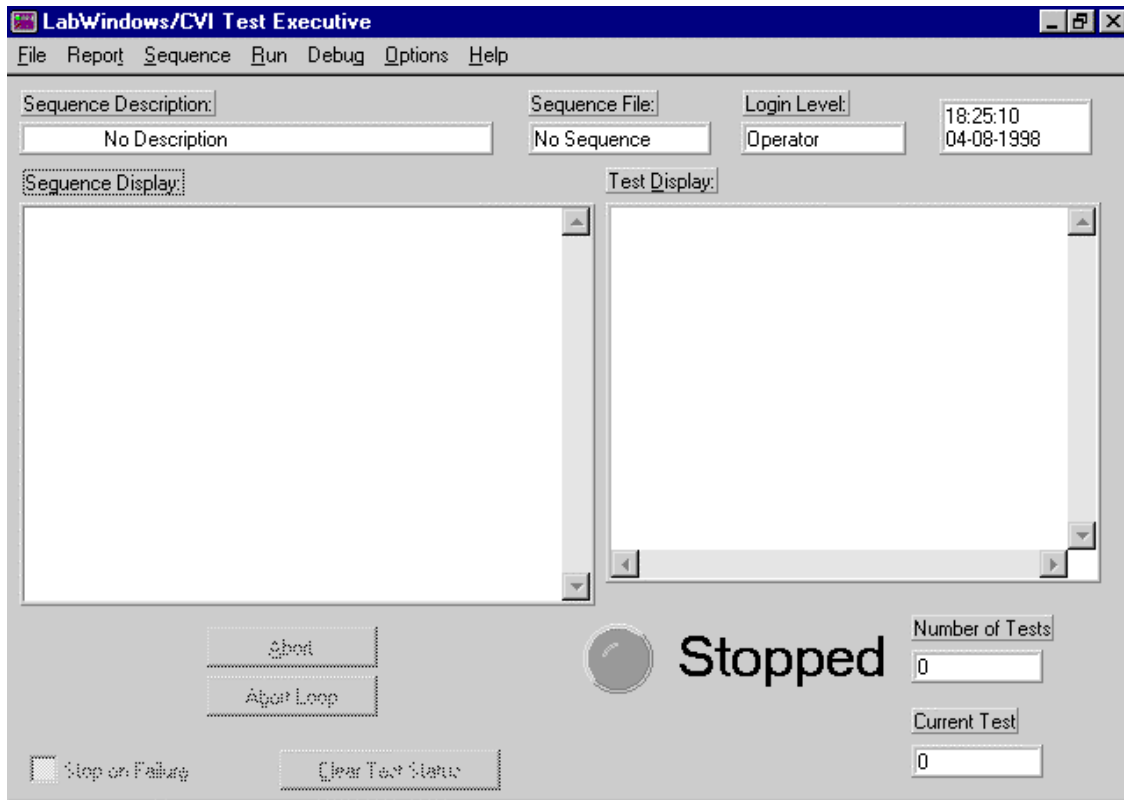 LabWindows/CVI Test Executive
File Report Sequence Run Debug Options Help
Sequence Description:
No Description
Sequence File:
No Sequence
Login Level:
Operator
18:25:10
04-08-1998
Sequence Display:
Test Display:
Abort
Abort Loop
Stopped
Number of Tests
0
Current Test
0
Stop on Failure
Clear Test Status